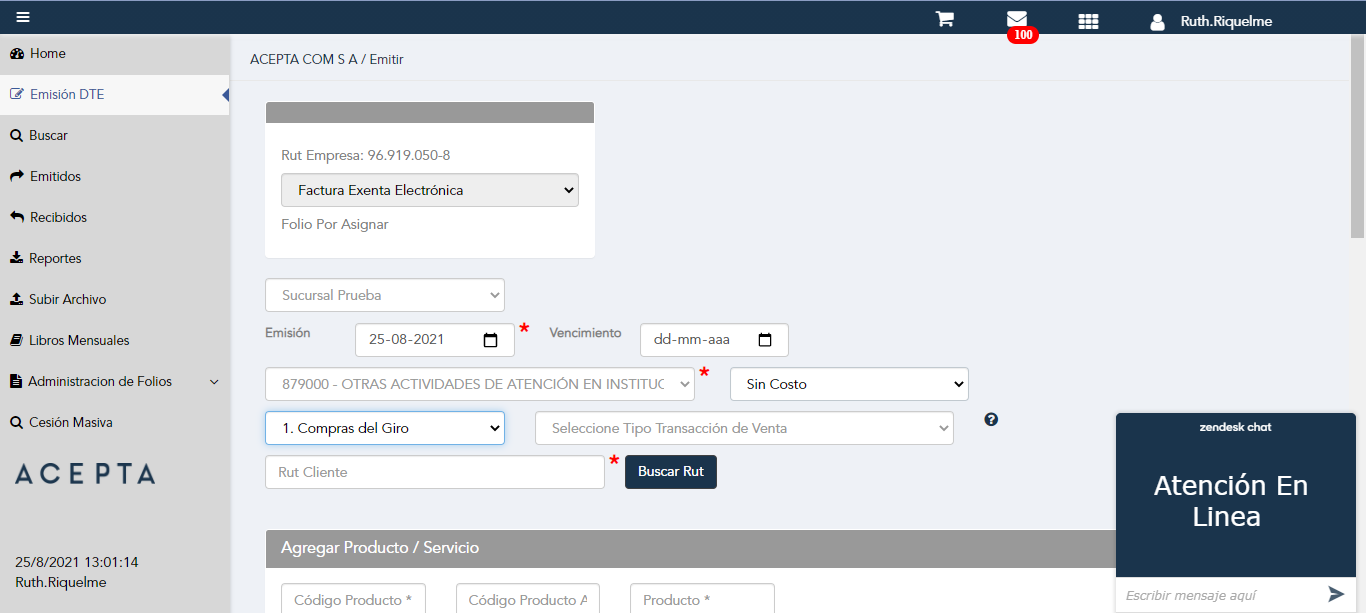 Ruth.Riquelme
100
Home
Emisión DTE
Buscar
Emitidos
Recibidos
Reportes
Subir Archivo
Libros Mensuales
Administracion de Folios
Cesión Masiva
ACEPTA
25/8/2021 13:01:14
Ruth.Riquelme
ACEPTA COM S A / Emitir
Rut Empresa: 96.919.050-8
Factura Exenta Electrónica
Folio Por Asignar
Sucursal Prueba
Emisión 25-08-2021 * Vencimiento dd-mm-aaa
879000 - OTRAS ACTIVIDADES DE ATENCIÓN EN INSTITUC * Sin Costo
1. Compras del Giro Seleccione Tipo Transacción de Venta ?
Rut Cliente * Buscar Rut
Agregar Producto / Servicio
Código Producto * Código Producto A Producto *
zendesk chat
Atención En
Linea
Escribir mensaje aquí